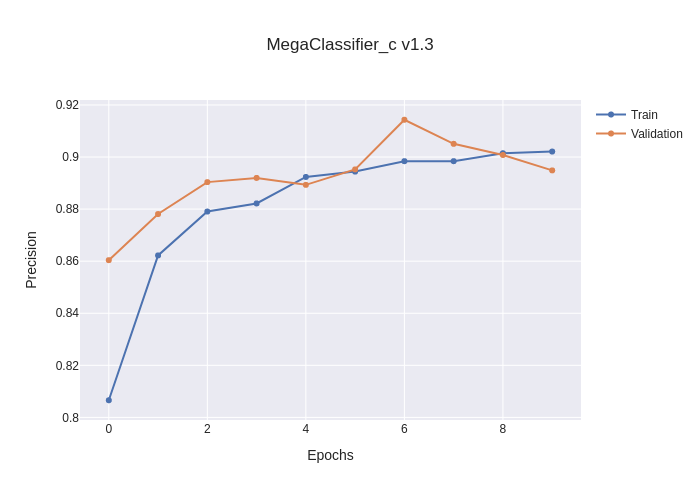 MegaClassifier_c v1.3
Train
Validation
0.92
0.9
0.88
0.86
0.84
0.82
0.8
Precision
0
2
4
6
8
Epochs